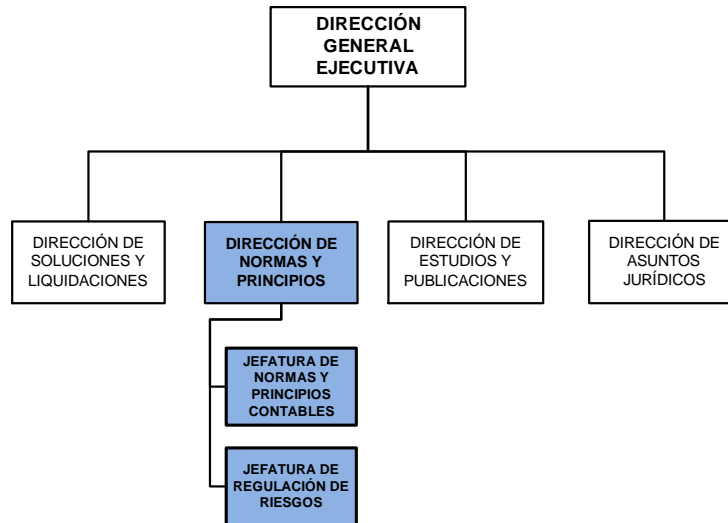 DIRECCIÓN
GENERAL
EJECUTIVA
DIRECCIÓN DE
SOLUCIONES Y
LIQUIDACIONES
DIRECCIÓN DE
NORMAS Y
PRINCIPIOS
DIRECCIÓN DE
ESTUDIOS Y
PUBLICACIONES
DIRECCIÓN DE
ASUNTOS
JURÍDICOS
JEFATURA DE
NORMAS Y
PRINCIPIOS
CONTABLES
JEFATURA DE
REGULACIÓN DE
RIESGOS